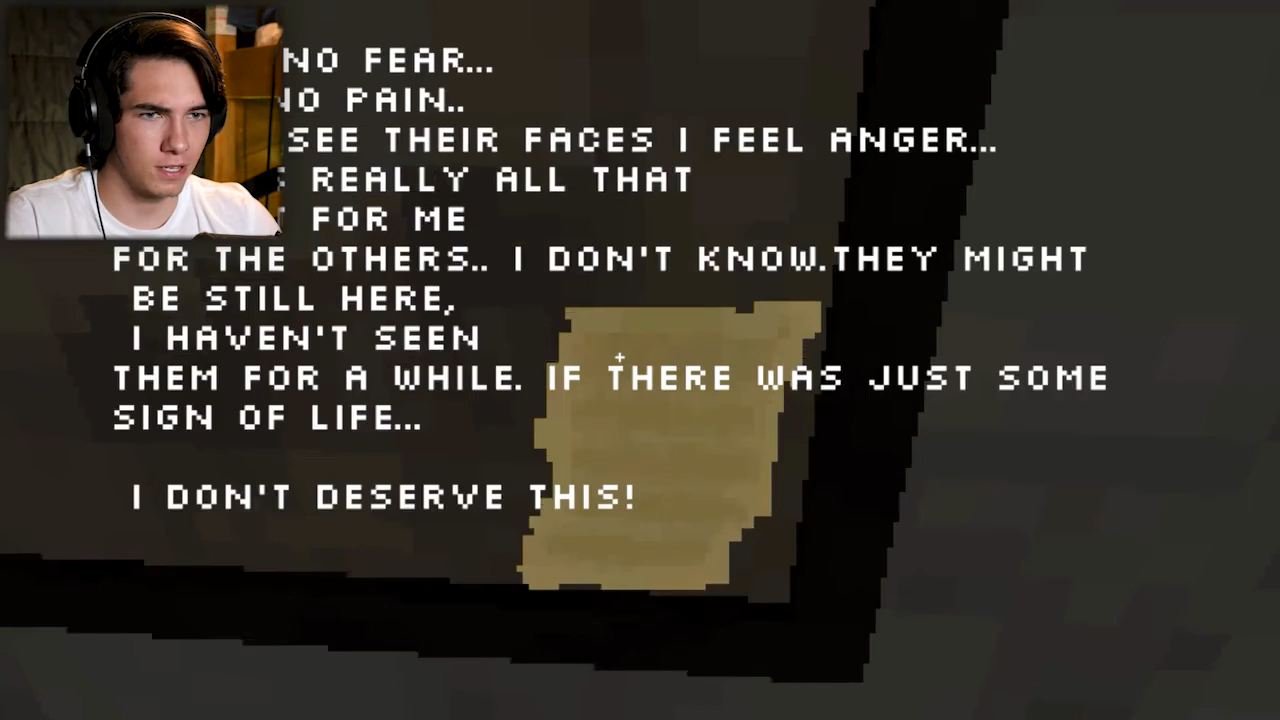 NO FEAR...
NO PAIN..
SEE THEIR FACES I FEEL ANGER...
REALLY ALL THAT
FOR ME
FOR THE OTHERS.. I DON'T KNOW.THEY MIGHT
BE STILL HERE,
I HAVEN'T SEEN
THEM FOR A WHILE. IF THERE WAS JUST SOME
SIGN OF LIFE...
I DON'T DESERVE THIS!